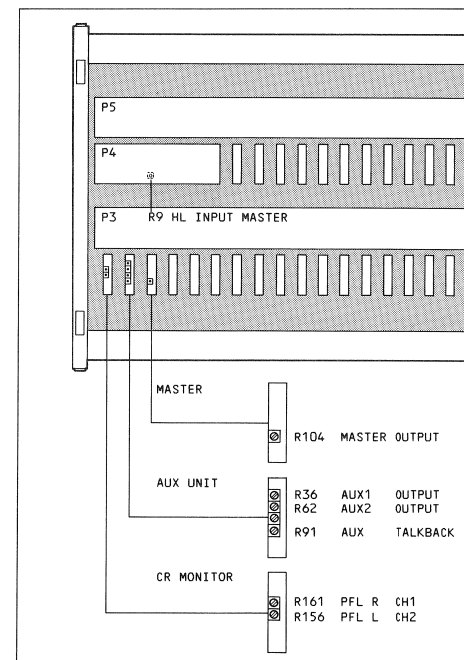 P5
P4
P3 R9 HL INPUT MASTER
MASTER
R104 MASTER OUTPUT
AUX UNIT
R36 AUX1 OUTPUT
R62 AUX2 OUTPUT
R91 AUX TALKBACK
CR MONITOR
R161 PFL R CH1
R156 PFL L CH2